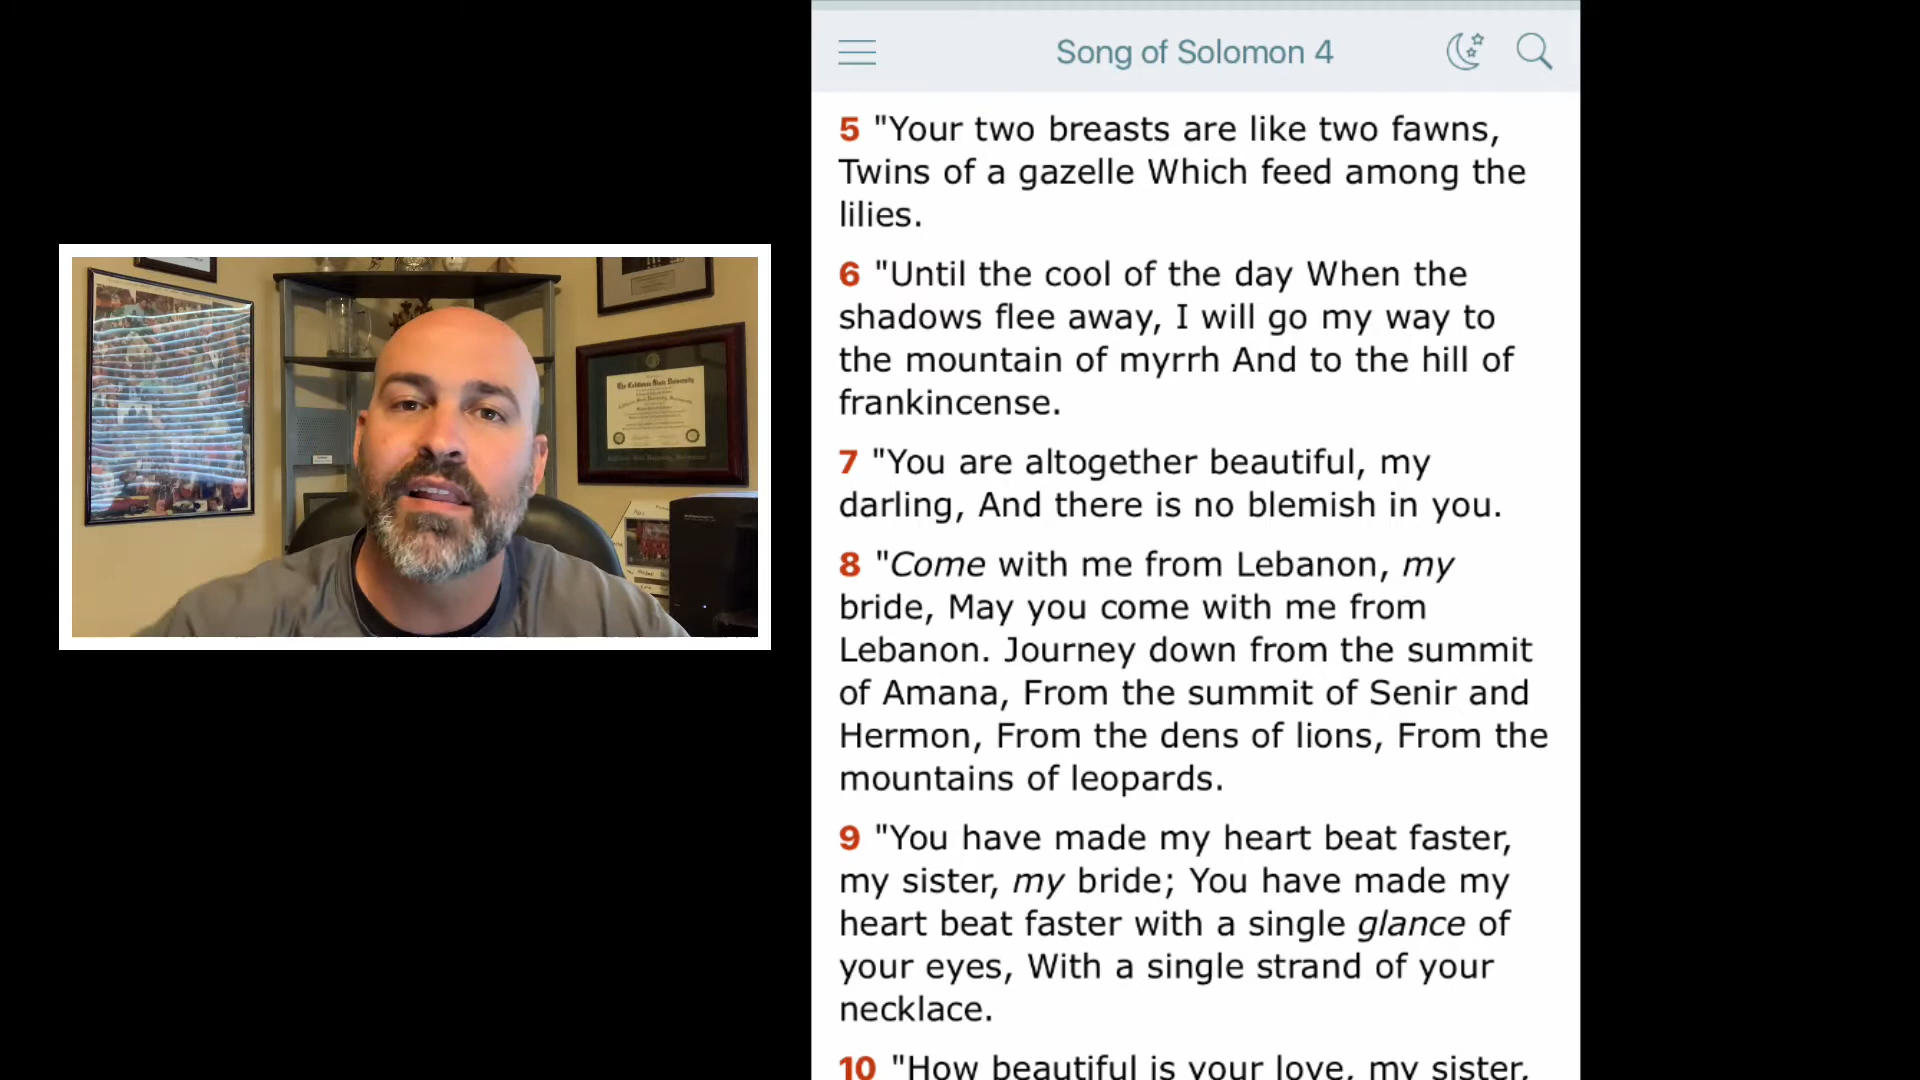 Song of Solomon 4
5 "Your two breasts are like two fawns,
Twins of a gazelle Which feed among the
lilies.
6 "Until the cool of the day When the
shadows flee away, I will go my way to
the mountain of myrrh And to the hill of
frankincense.
7 "You are altogether beautiful, my
darling, And there is no blemish in you.
8 "Come with me from Lebanon, my
bride, May you come with me from
Lebanon. Journey down from the summit
of Amana, From the summit of Senir and
Hermon, From the dens of lions, From the
mountains of leopards.
9 "You have made my heart beat faster,
my sister, my bride; You have made my
heart beat faster with a single glance of
your eyes, With a single strand of your
necklace.
10 "How beautiful is your love, my sister,
The California State University